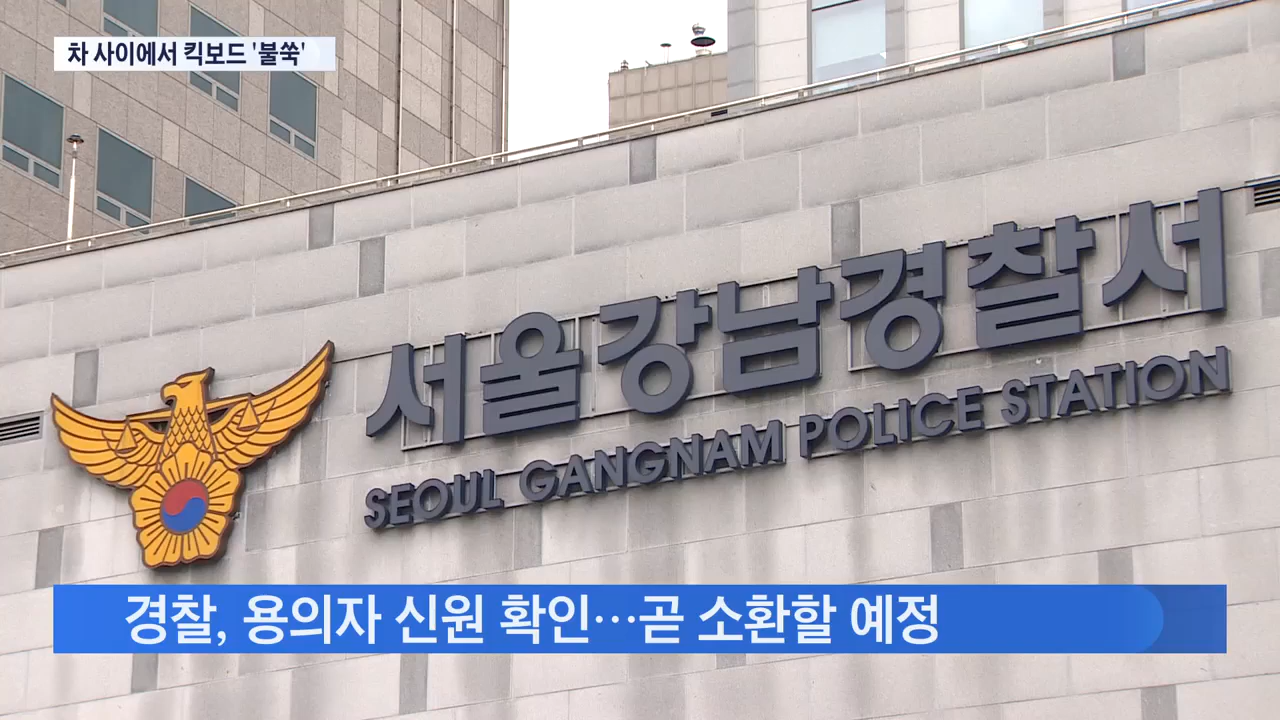 차 사이에서 킥보드 '불쑥'
서울강남경찰서
SEOUL GANGNAM POLICE STATION
경찰, 용의자 신원 확인…곧 소환할 예정